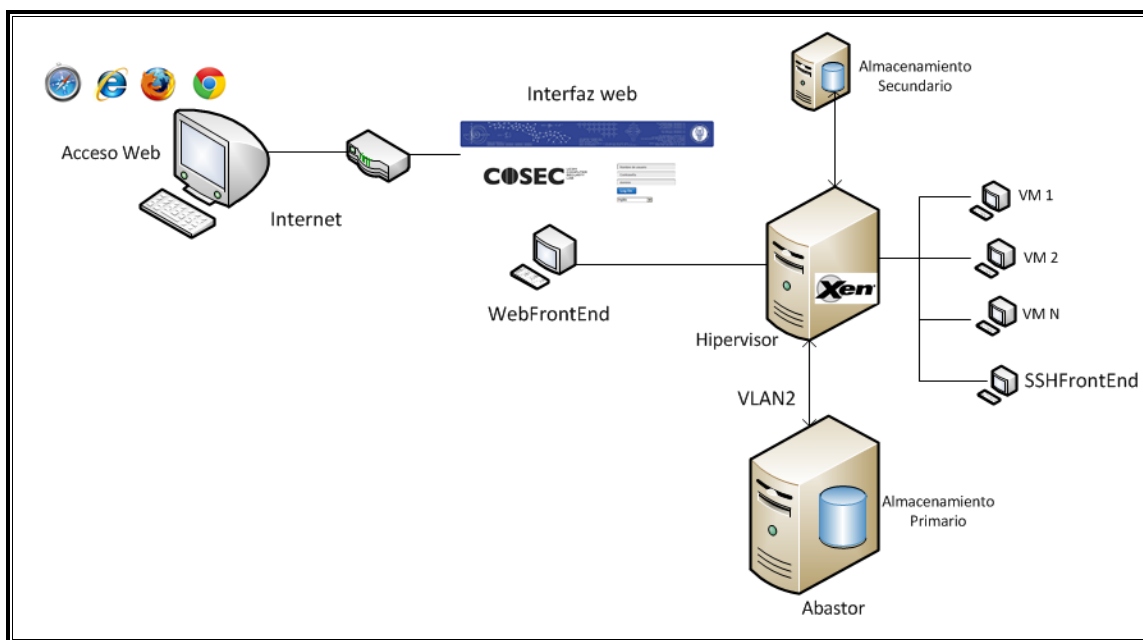 Almacenamiento
Secundario
Interfaz web
Acceso Web
COSEC
Internet
VM 1
VM 2
Xen
WebFrontEnd
VM N
Hipervisor
SSHFrontEnd
VLAN2
Almacenamiento
Primario
Abastor